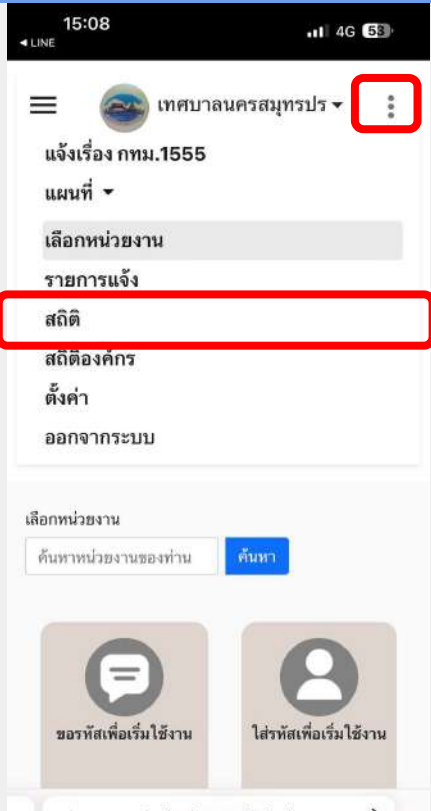 15:08
4G 53
◄ LINE
เทศบาลนครสมุทรปร
แจ้งเรื่อง กทม.1555
แผนที่
เลือกหน่วยงาน
รายการแจ้ง
สถิติ
สถิติองค์กร
ตั้งค่า
ออกจากระบบ
เลือกหน่วยงาน
ค้นหาหน่วยงานของท่าน
ค้นหา
ขอรหัสเพื่อเริ่มใช้งาน
ใส่รหัสเพื่อเริ่มใช้งาน